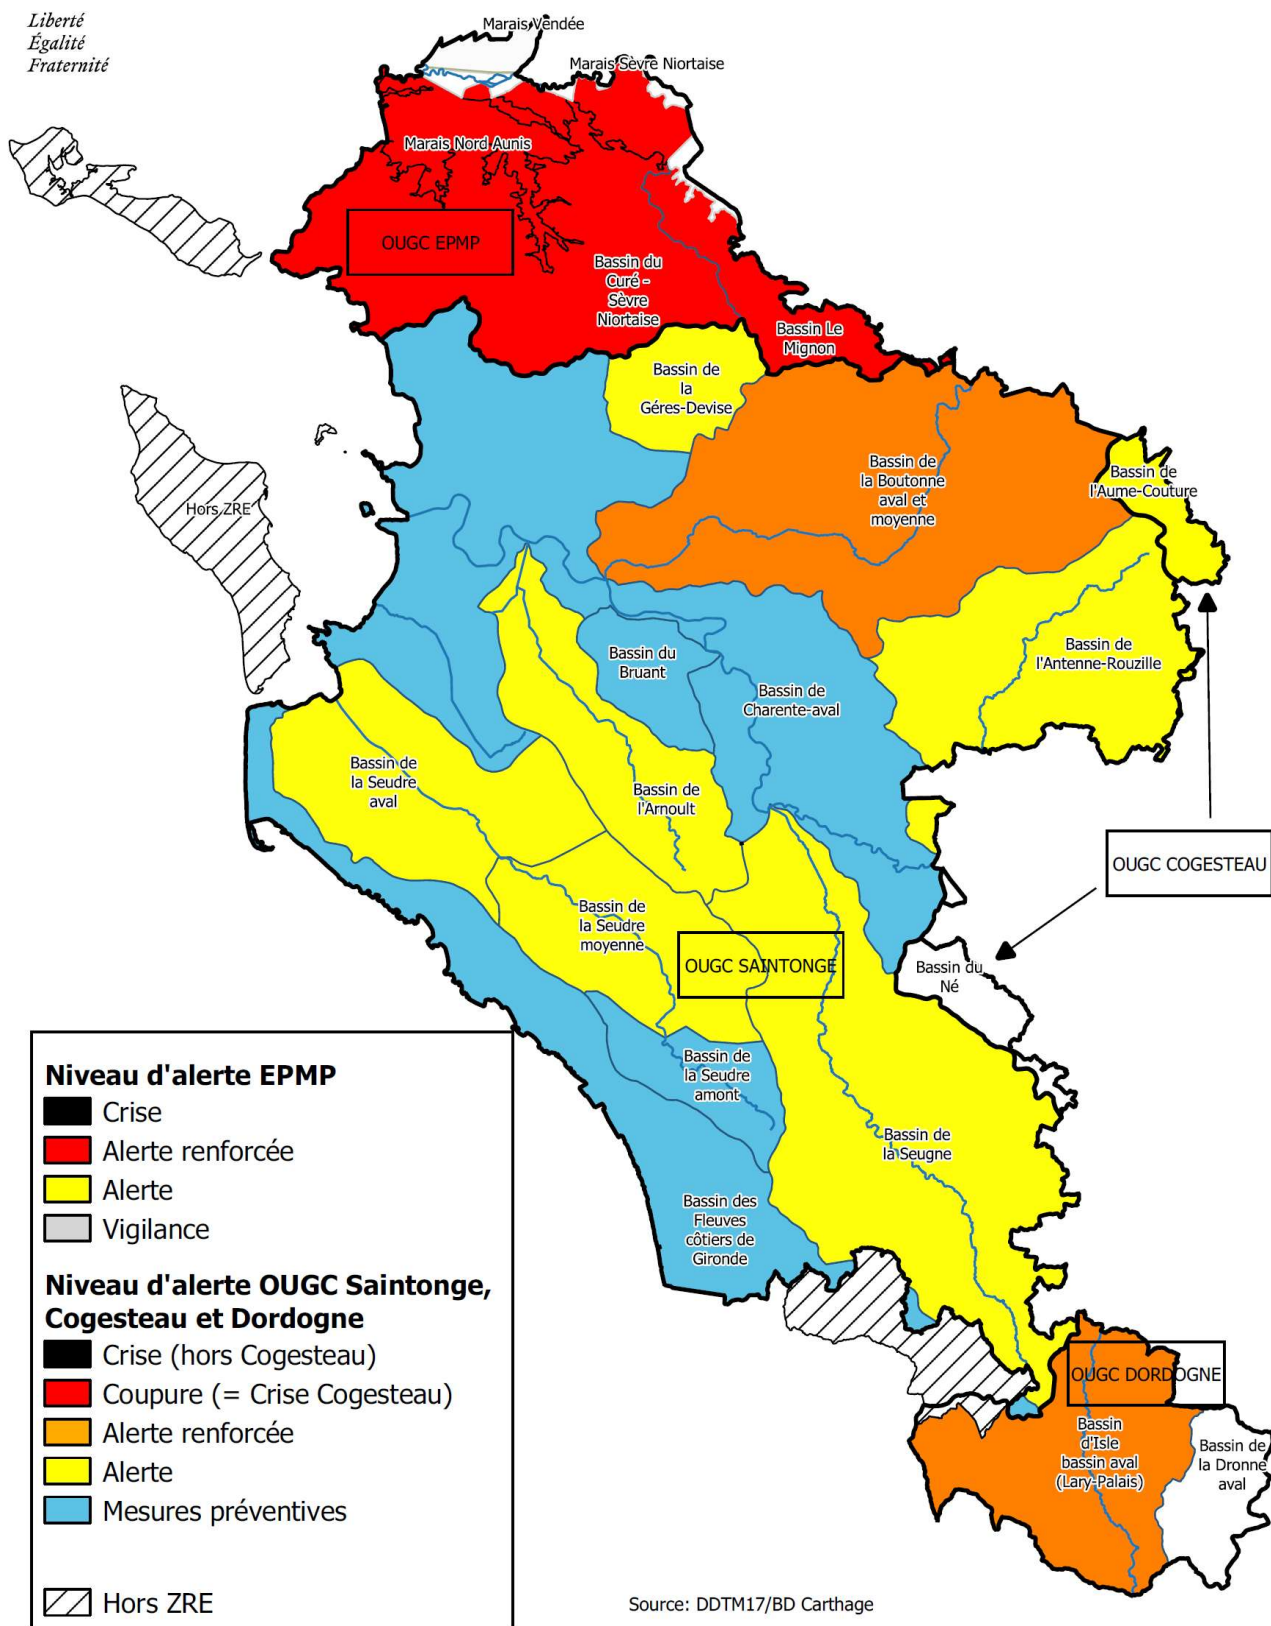 Liberté
Égalité
Fraternité
Marais Vendée
Marais Sèvre Niortaise
Marais Nord Aunis
OUGC EPMP
Bassin du
Curé -
Sèvre
Niortaise
Bassin Le
Mignon
Bassin de
la
Géres-Devise
Bassin de
la Boutonne
aval et
moyenne
Bassin de
l'Aume-Couture
Hors ZRE
Bassin du
Bruant
Bassin de
l'Antenne-Rouzille
Bassin de
Charente-aval
Bassin de
la Seudre
aval
Bassin de
l'Arnoult
OUGC COGESTEAU
Bassin de
la Seudre
moyenne
OUGC SAINTONGE
Bassin du
Né
Bassin de
la Seudre
amont
Bassin de
la Seugne
Bassin des
Fleuves
côtiers de
Gironde
OUGC DORDOGNE
Bassin
d'Isle
bassin aval
(Lary-Palais)
Bassin de
la Dronne
aval
Niveau d'alerte EPMP
Crise
Alerte renforcée
Alerte
Vigilance
Niveau d'alerte OUGC Saintonge,
Cogesteau et Dordogne
Crise (hors Cogesteau)
Coupure (= Crise Cogesteau)
Alerte renforcée
Alerte
Mesures préventives
Hors ZRE
Source: DDTM17/BD Carthage